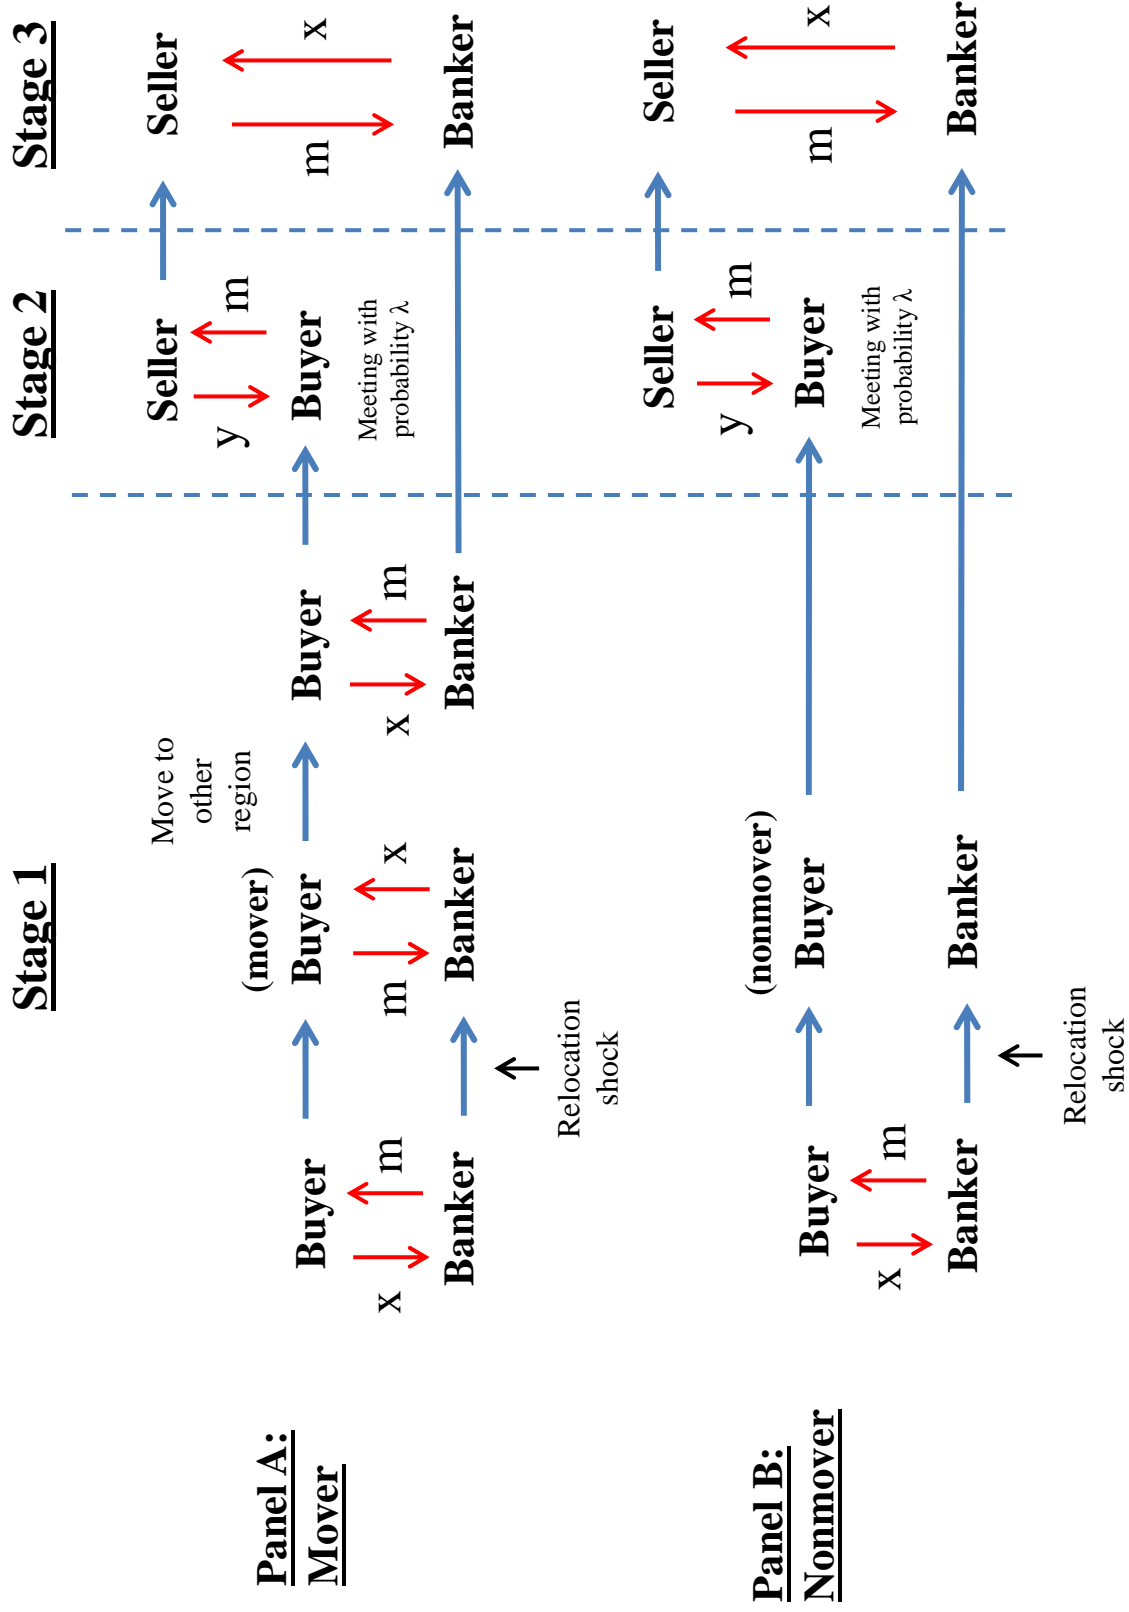 Stage 1
Stage 2
Stage 3
Panel A:
Mover
Buyer
x
m
Banker
Relocation
shock
(mover)
Buyer
m
x
Banker
Move to
other
region
Buyer
x
m
Banker
Seller
y
m
Buyer
Meeting with
probability λ
Seller
m
x
Banker
Panel B:
Nonmover
Buyer
x
m
Banker
Relocation
shock
(nonmover)
Buyer
Banker
Seller
y
m
Buyer
Meeting with
probability λ
Seller
m
x
Banker